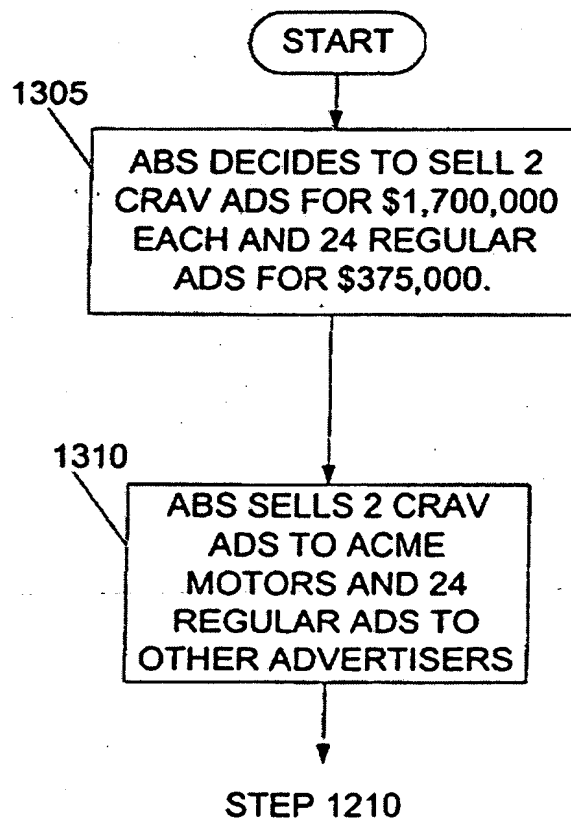 START
1305
ABS DECIDES TO SELL 2
CRAV ADS FOR $1,700,000
EACH AND 24 REGULAR
ADS FOR $375,000.
1310
ABS SELLS 2 CRAV
ADS TO ACME
MOTORS AND 24
REGULAR ADS TO
OTHER ADVERTISERS
STEP 1210